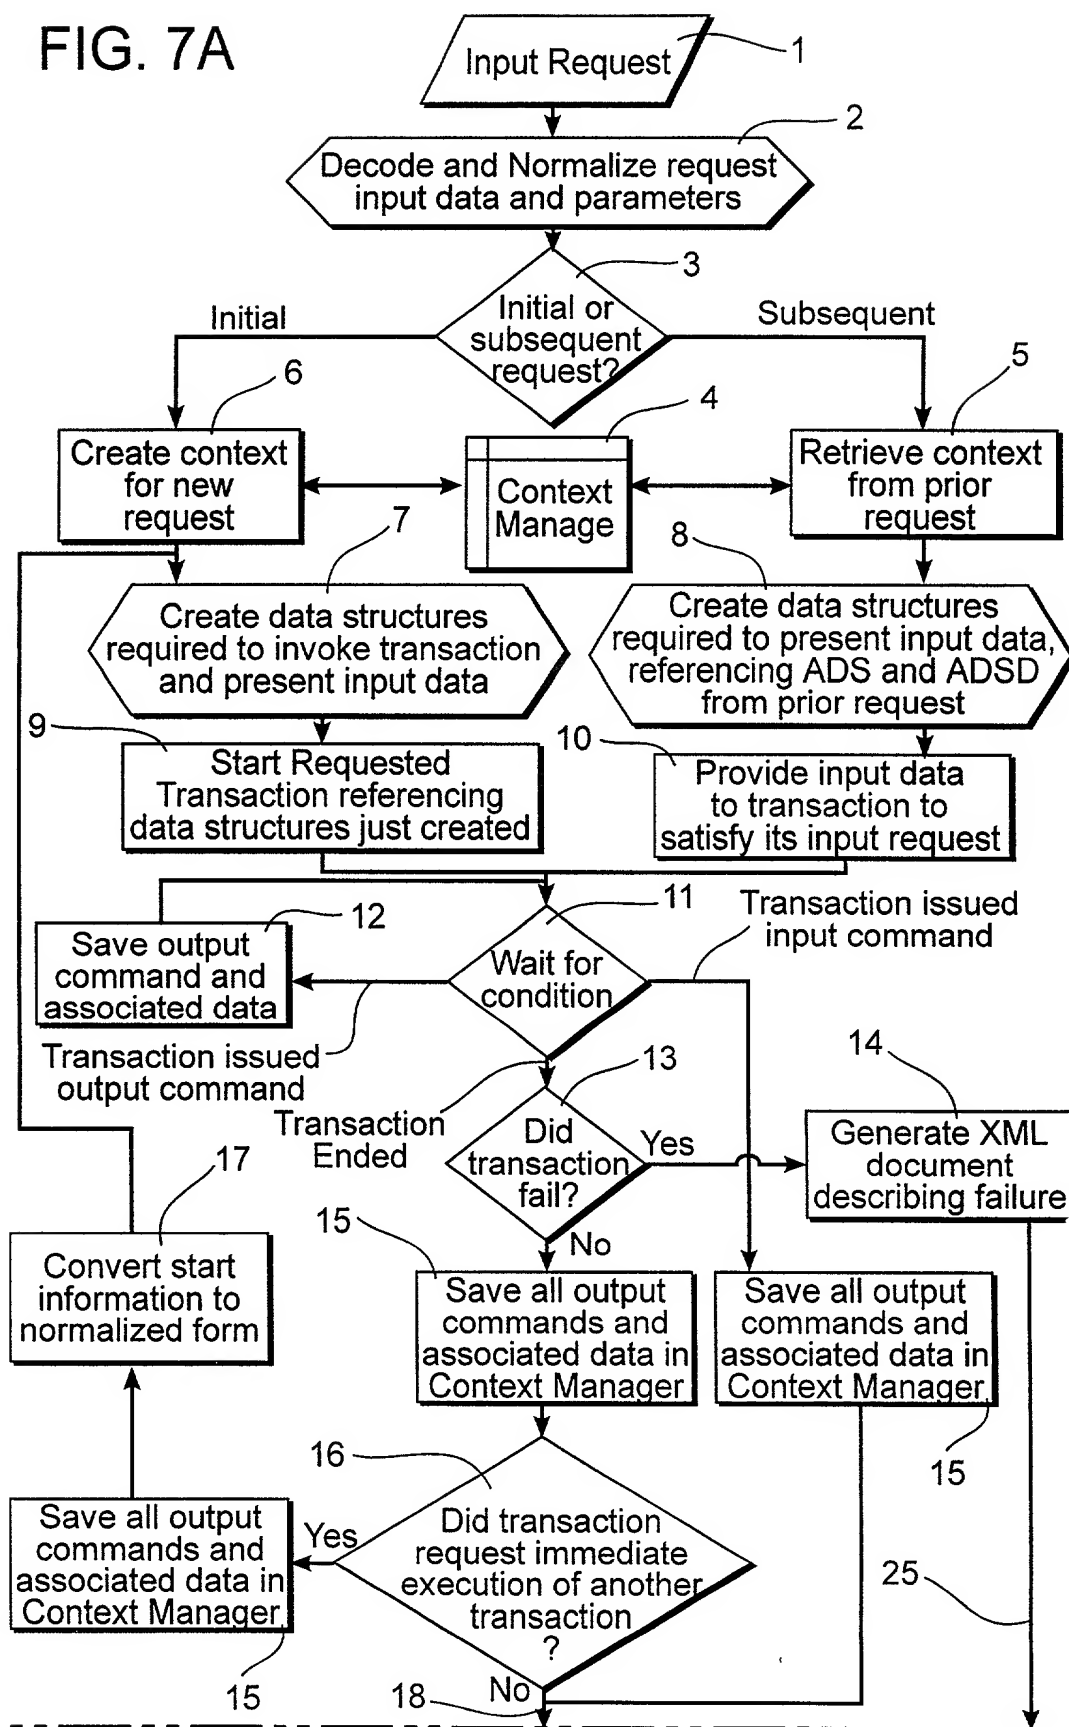 FIG. 7A
Input Request
1
2
Decode and Normalize request
input data and parameters
3
Initial or
subsequent
request?
Initial
Subsequent
6
4
5
Create context
for new
request
Context
Manage
Retrieve context
from prior
request
7
8
Create data structures
required to invoke transaction
and present input data
Create data structures
required to present input data,
referencing ADS and ADSD
from prior request
9
10
Start Requested
Transaction referencing
data structures just created
Provide input data
to transaction to
satisfy its input request
11
12
Transaction issued
input command
Save output
command and
associated data
Wait for
condition
Transaction issued
output command
13
14
Transaction
Ended
Did
transaction
fail?
Yes
Generate XML
document
describing failure
17
15
No
Convert start
information to
normalized form
Save all output
commands and
associated data in
Context Manager
Save all output
commands and
associated data in
Context Manager
15
16
Save all output
commands and
associated data in
Context Manager
Yes
Did transaction
request immediate
execution of another
transaction
?
25
15
No
18